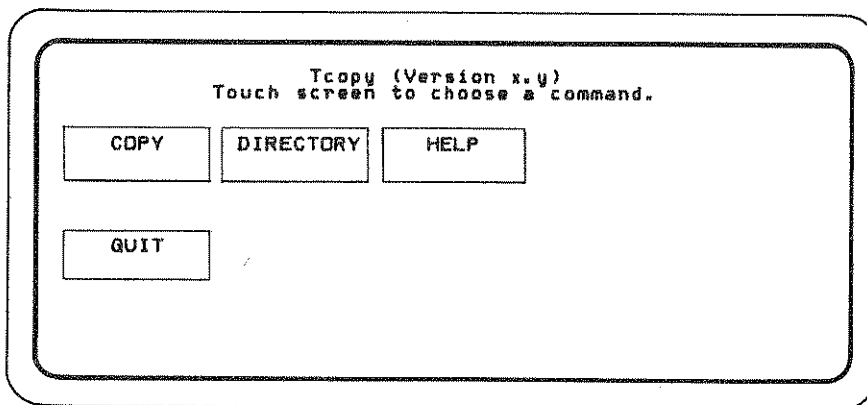 Tcopy (Version x.y)
Touch screen to choose a command.
COPY DIRECTORY HELP
QUIT